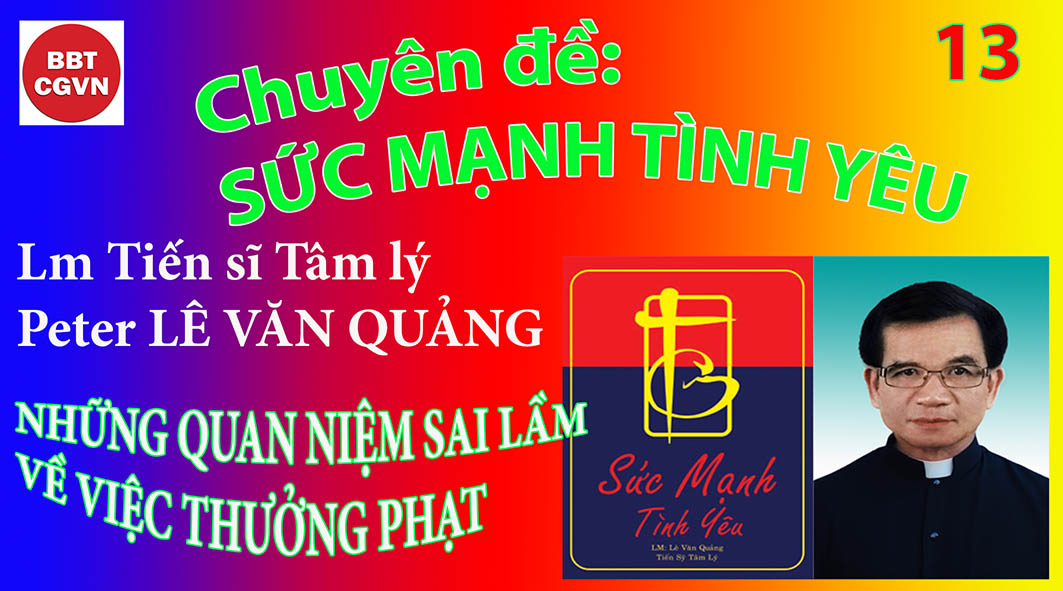 BBT
CGVN
Chuyên đề:
13
SỨC MẠNH TÌNH YÊU
Lm Tiến sĩ Tâm lý
Peter LÊ VĂN QUẢNG
NHỮNG QUAN NIỆM SAI LẦM
VỀ VIỆC THƯỞNG PHẠT
Sức Mạnh
Tình Yêu
LM: Lê Văn Quảng
Tiến Sỹ Tâm Lý